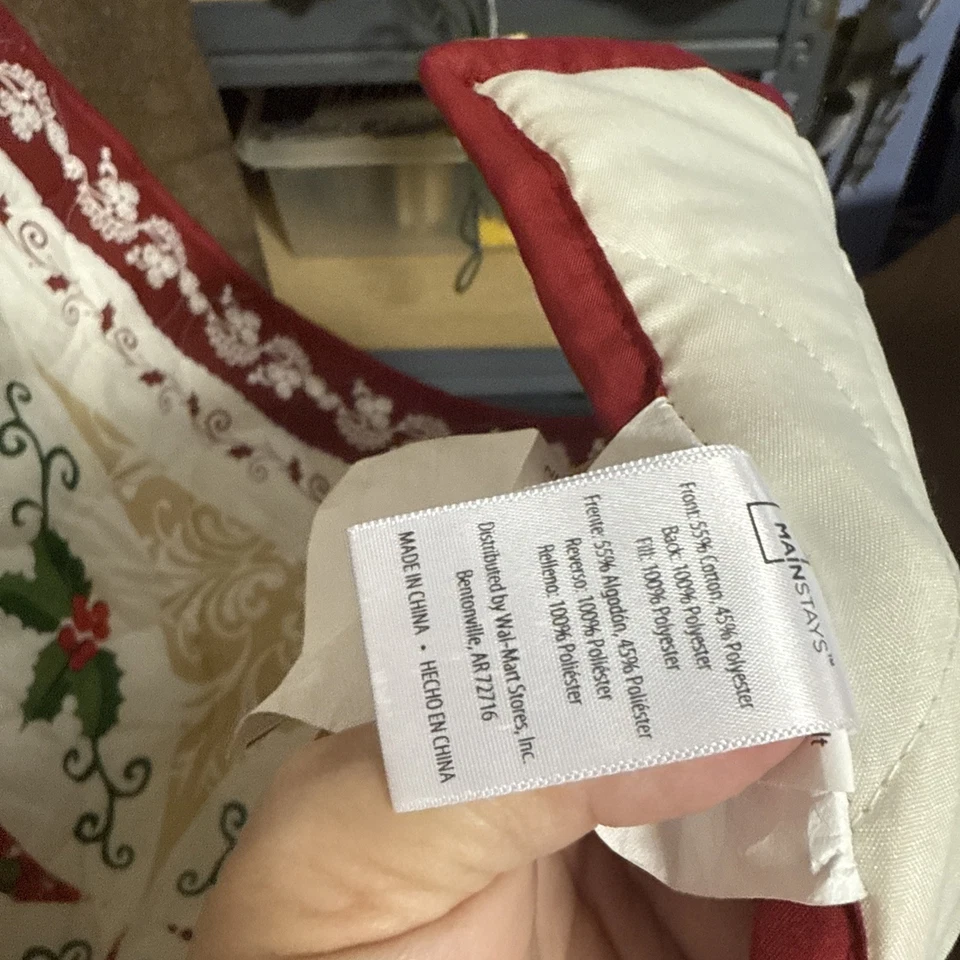 MAINSTAYS™
Front: 55% Cotton, 45% Polyester
Back: 100% Polyester
Fill: 100% Polyester
Frente: 55% Algodón, 45% Poliéster
Reverso: 100% Poliéster
Relleno: 100% Poliéster
Distributed by Wal-Mart Stores, Inc.
Bentonville, AR 72716
MADE IN CHINA • HECHO EN CHINA